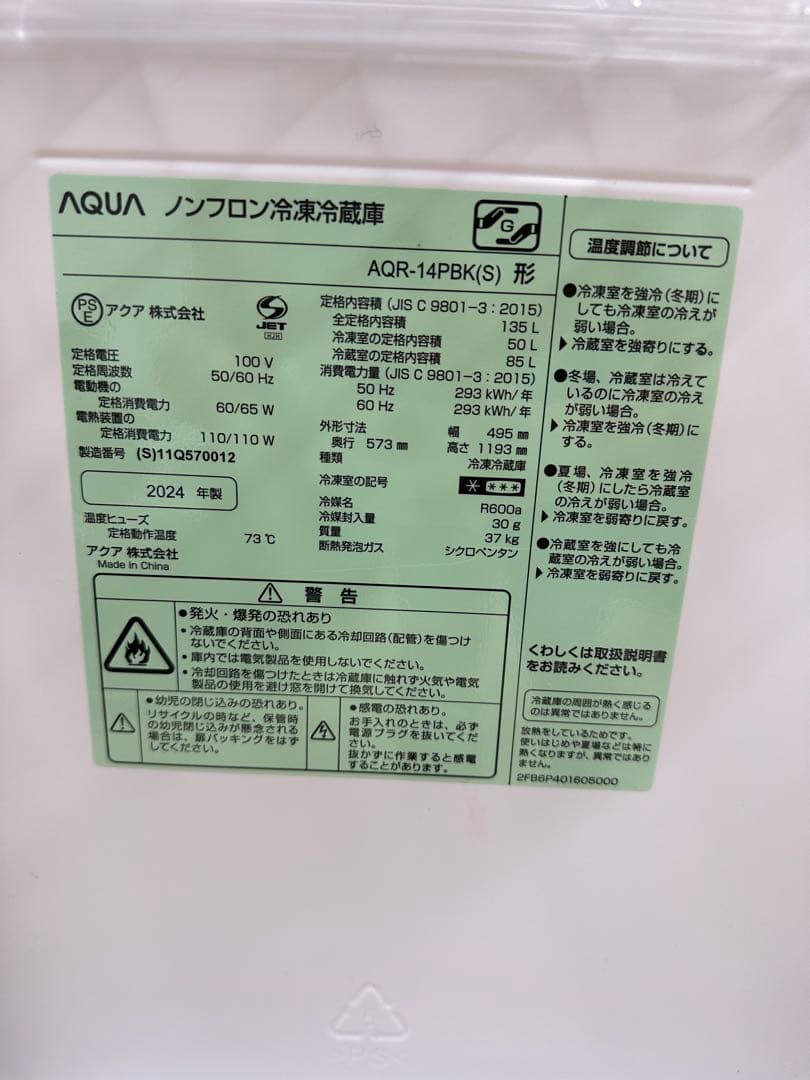 AQUA ノンフロン冷凍冷蔵庫
G
AQR-14PBK(S) 形
PSE アクア 株式会社
JET
定格電圧 100 V
定格周波数 50/60 Hz
電動機の
定格消費電力 60/65 W
電熱装置の
定格消費電力 110/110 W
製造番号 (S)11Q570012
2024 年製
温度ヒューズ
定格動作温度 73 ℃
アクア 株式会社
Made in China
定格内容積 (JIS C 9801-3:2015)
全定格内容積 135 L
冷凍室の定格内容積 50 L
冷蔵室の定格内容積 85 L
消費電力量 (JIS C 9801-3:2015)
50 Hz 293 kWh/年
60 Hz 293 kWh/年
外形寸法 幅 495 ㎜
奥行 573 ㎜ 高さ 1193 ㎜
種類 冷凍冷蔵庫
冷凍室の記号 * ***
冷媒名 R600a
冷媒封入量 30 g
質量 37 kg
断熱発泡ガス シクロペンタン
⚠ 警告
●発火・爆発の恐れあり
・冷蔵庫の背面や側面にある冷却回路(配管)を傷つけ
ないでください。
・庫内では電気製品を使用しないでください。
・冷却回路を傷つけたときは冷蔵庫に触れず火気や電気
製品の使用を避け窓を開けて換気してください。
●幼児の閉じ込みの恐れあり。
リサイクルの時など、保管時
の幼児閉じ込みが懸念される
場合は、扉パッキングをはず
してください。
●感電の恐れあり。
お手入れのときは、必ず
電源プラグを抜いてくだ
さい。
抜かずに作業すると感電
することがあります。
温度調節について
●冷凍室を強冷(冬期)に
しても冷凍室の冷えが
弱い場合。
▶冷蔵室を強寄りにする。
●冬場、冷蔵室は冷えて
いるのに冷凍室の冷え
が弱い場合。
▶冷凍室を強冷(冬期)に
する。
●夏場、冷凍室を強冷
(冬期)にしたら冷蔵室
の冷えが弱い場合。
▶冷凍室を弱寄りに戻す。
●冷蔵室を強にしても冷
蔵室の冷えが弱い場合。
▶冷凍室を弱寄りに戻す。
くわしくは取扱説明書
をお読みください。
冷蔵庫の周囲が熱く感じる
のは異常ではありません。
放熱をしているためです。
使いはじめや夏場などは特に
熱くなりますが、異常ではあり
ません。
2FB6P401605000